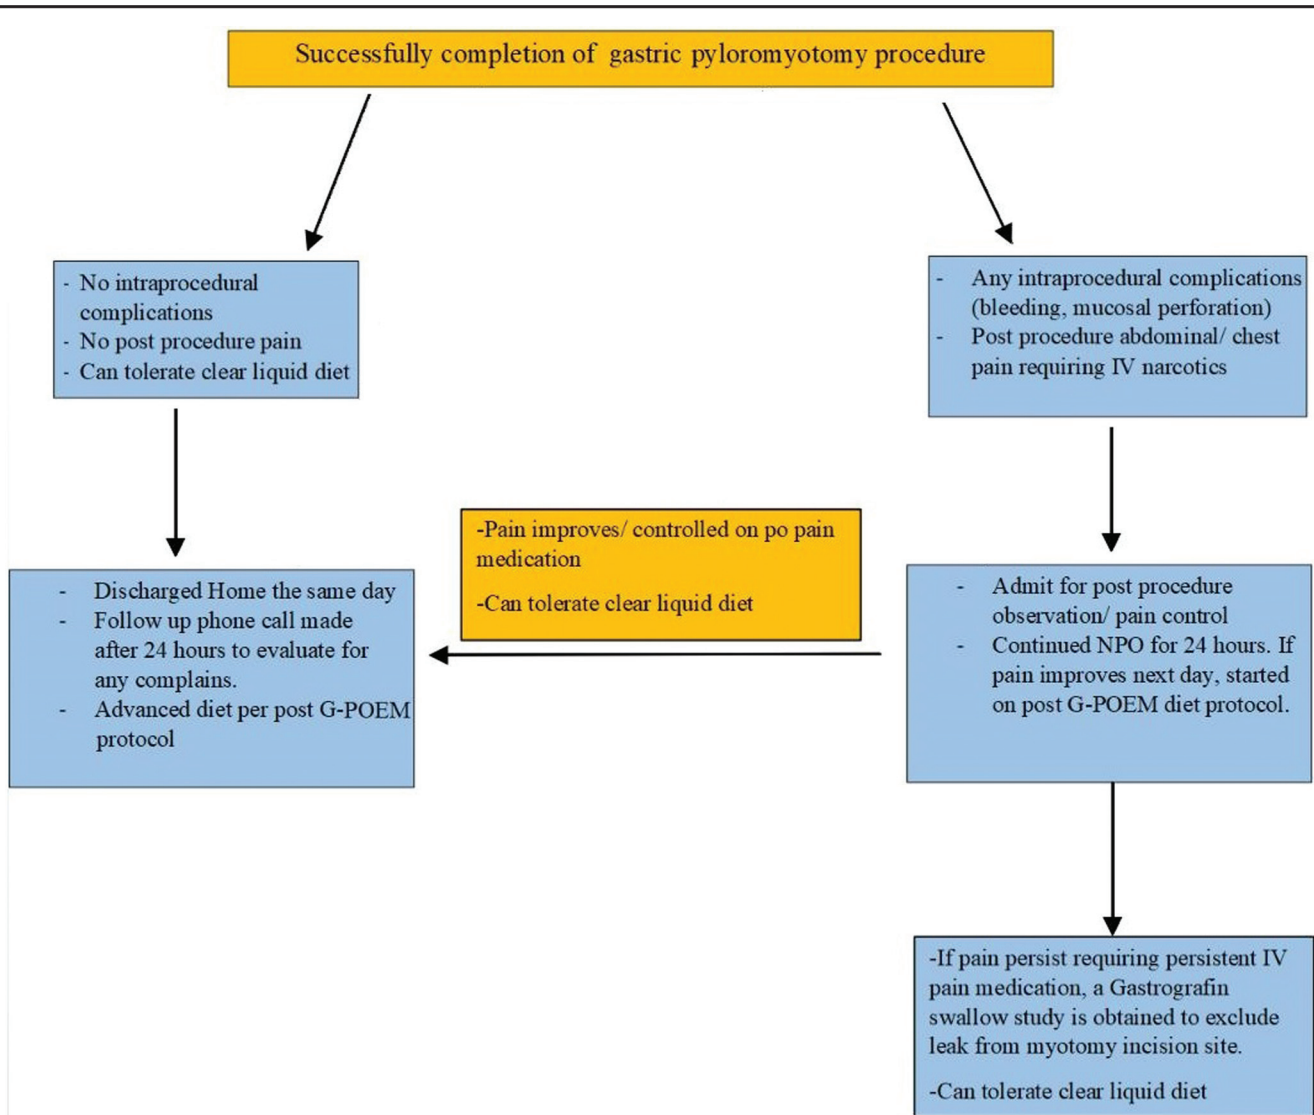 Successfully completion of gastric pyloromyotomy procedure
- No intraprocedural
complications
- No post procedure pain
- Can tolerate clear liquid diet
- Any intraprocedural complications
(bleeding, mucosal perforation)
- Post procedure abdominal/ chest
pain requiring IV narcotics
-Pain improves/ controlled on po pain
medication
-Can tolerate clear liquid diet
- Discharged Home the same day
- Follow up phone call made
after 24 hours to evaluate for
any complains.
- Advanced diet per post G-POEM
protocol
- Admit for post procedure
observation/ pain control
- Continued NPO for 24 hours. If
pain improves next day, started
on post G-POEM diet protocol.
-If pain persist requiring persistent IV
pain medication, a Gastrografin
swallow study is obtained to exclude
leak from myotomy incision site.
-Can tolerate clear liquid diet